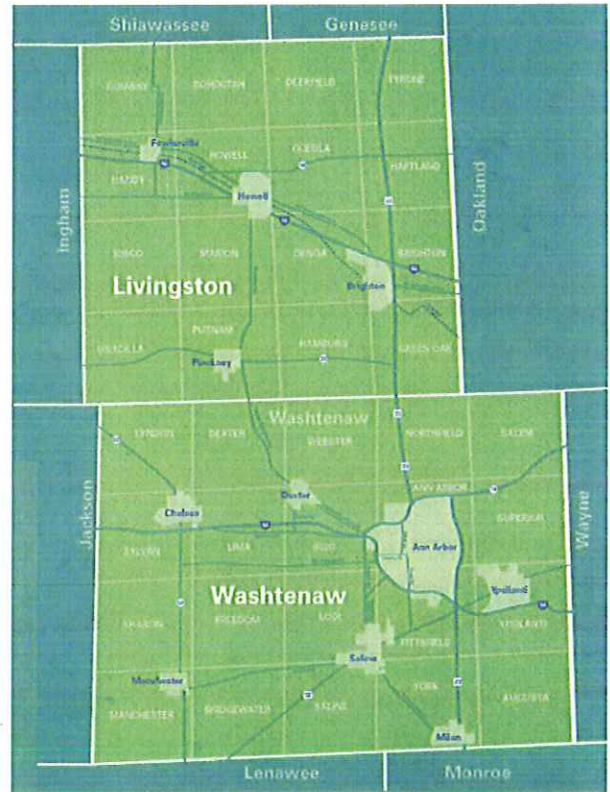 Shiawassee Genesee
CONWAY COHOCTAH DEERFIELD TYRONE
Fowlerville
HOWELL OCEOLA HARTLAND
HANDY
Howell
Ingham
Oakland
IOSCO MARION GENOA BRIGHTON
Livingston
Brighton
PUTNAM
UNADILLA HAMBURG GREEN OAK
Pinckney
Washtenaw
LYNDON DEXTER WEBSTER NORTHFIELD SALEM
Dexter
ANN ARBOR
Chelsea
SUPERIOR
Jackson
Wayne
Ann Arbor
SYLVAN LIMA SCIO
Washtenaw
Ypsilanti
SHARON FREEDOM LODI
PITTSFIELD YPSILANTI
Saline
Manchester
YORK
MANCHESTER BRIDGEWATER SALINE AUGUSTA
Milan
Lenawee Monroe